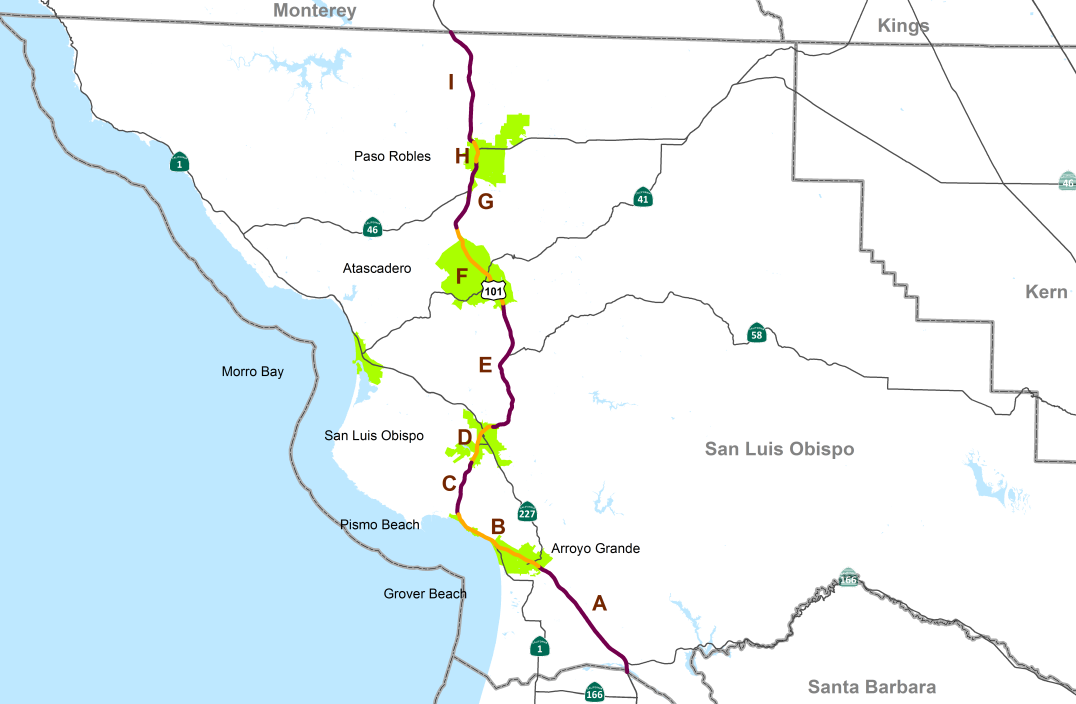 Monterey
Kings
I
1
Paso Robles
H
46
41
G
46
Atascadero
F
101
Kern
58
E
Morro Bay
San Luis Obispo
D
San Luis Obispo
C
227
Pismo Beach
B
Arroyo Grande
166
Grover Beach
A
1
Santa Barbara
166